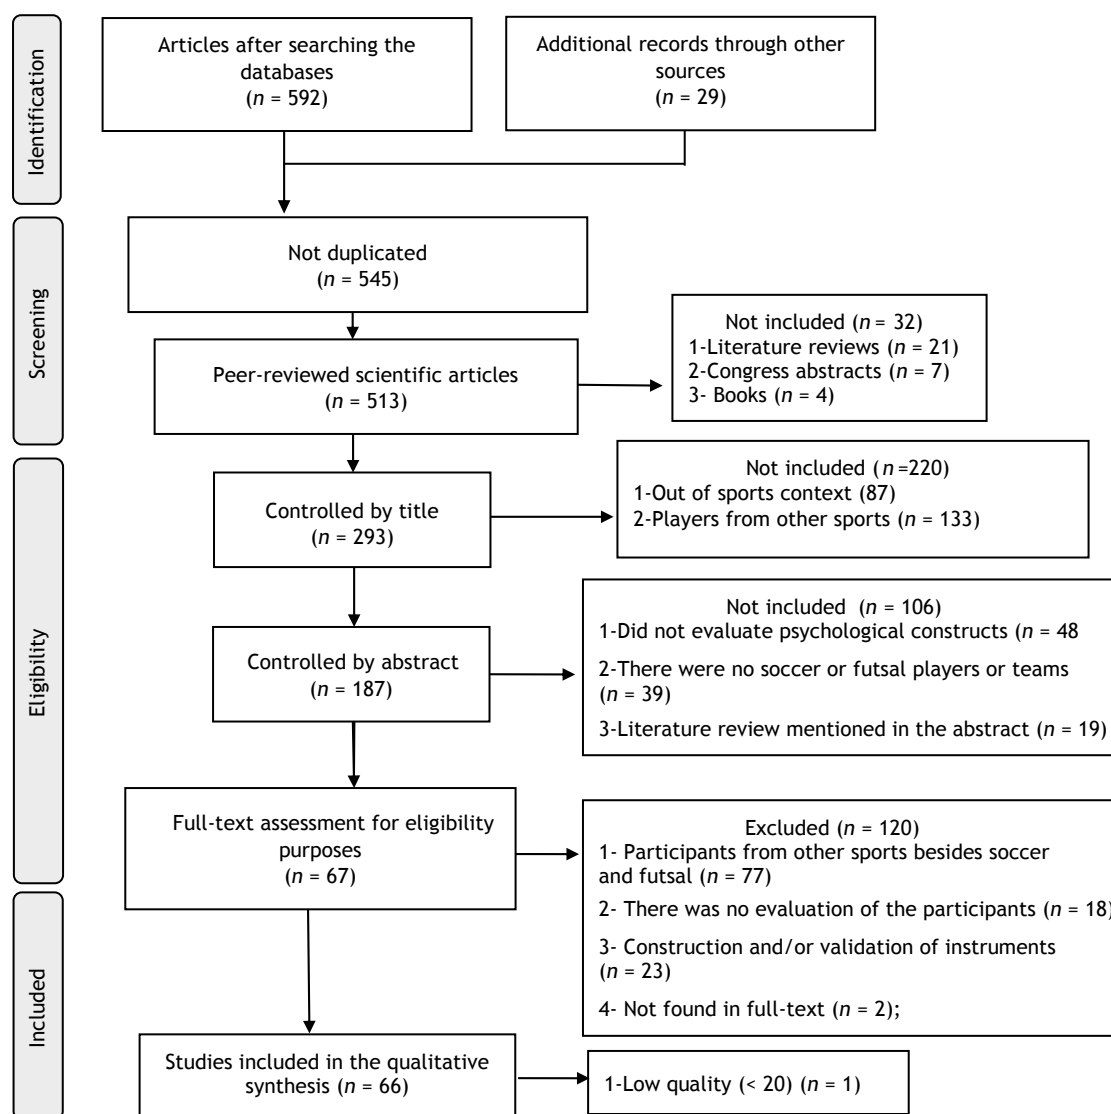 Identification
Articles after searching the
databases
(n = 592)
Additional records through other
sources
(n = 29)
Screening
Not duplicated
(n = 545)
Peer-reviewed scientific articles
(n = 513)
Not included (n = 32)
1-Literature reviews (n = 21)
2-Congress abstracts (n = 7)
3- Books (n = 4)
Eligibility
Controlled by title
(n = 293)
Not included (n =220)
1-Out of sports context (87)
2-Players from other sports (n = 133)
Controlled by abstract
(n = 187)
Not included (n = 106)
1-Did not evaluate psychological constructs (n = 48
2-There were no soccer or futsal players or teams
(n = 39)
3-Literature review mentioned in the abstract (n = 19)
Full-text assessment for eligibility
purposes
(n = 67)
Excluded (n = 120)
1- Participants from other sports besides soccer
and futsal (n = 77)
2- There was no evaluation of the participants (n = 18)
3- Construction and/or validation of instruments
(n = 23)
4- Not found in full-text (n = 2);
Included
Studies included in the qualitative
synthesis (n = 66)
1-Low quality (< 20) (n = 1)